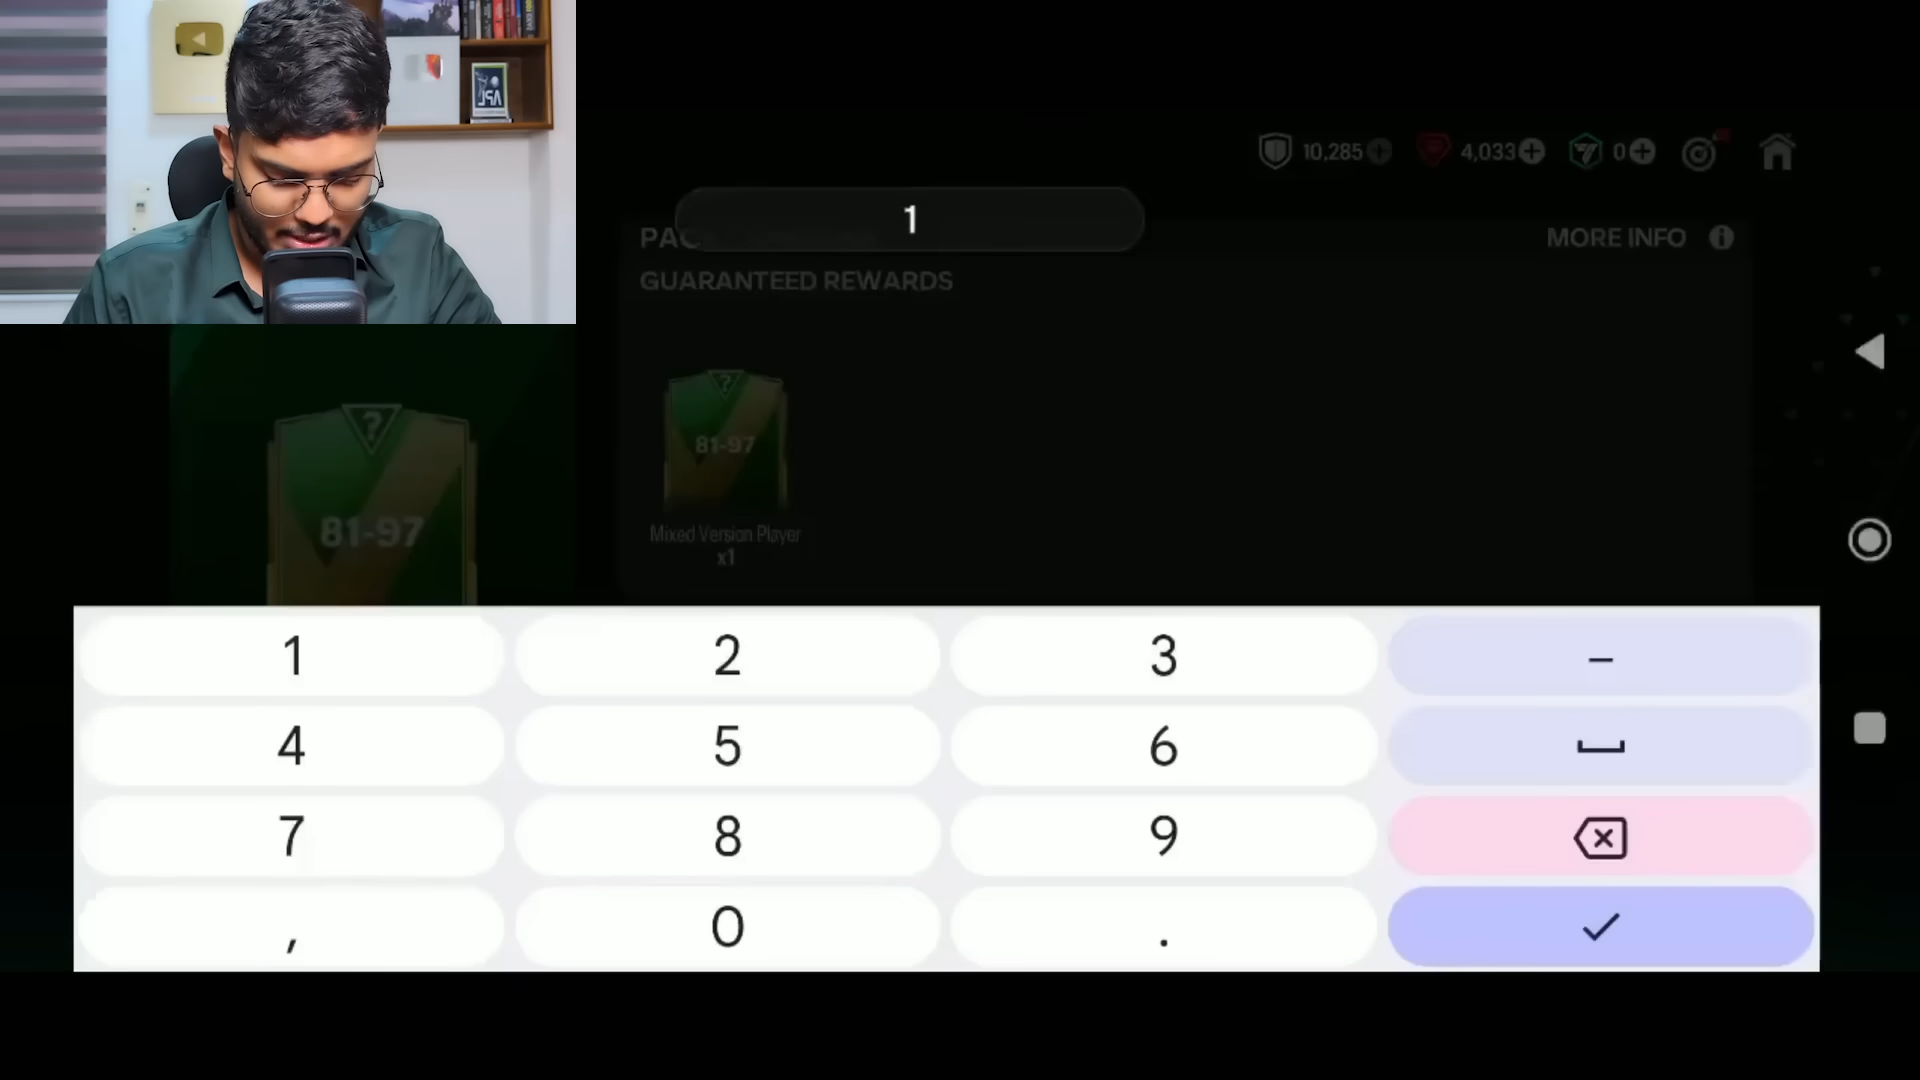 10,285
4,033
0
1
PAC
MORE INFO
GUARANTEED REWARDS
81-97
Mixed Version Player
x1
81-97
1 2 3 –
4 5 6
7 8 9
, 0 .